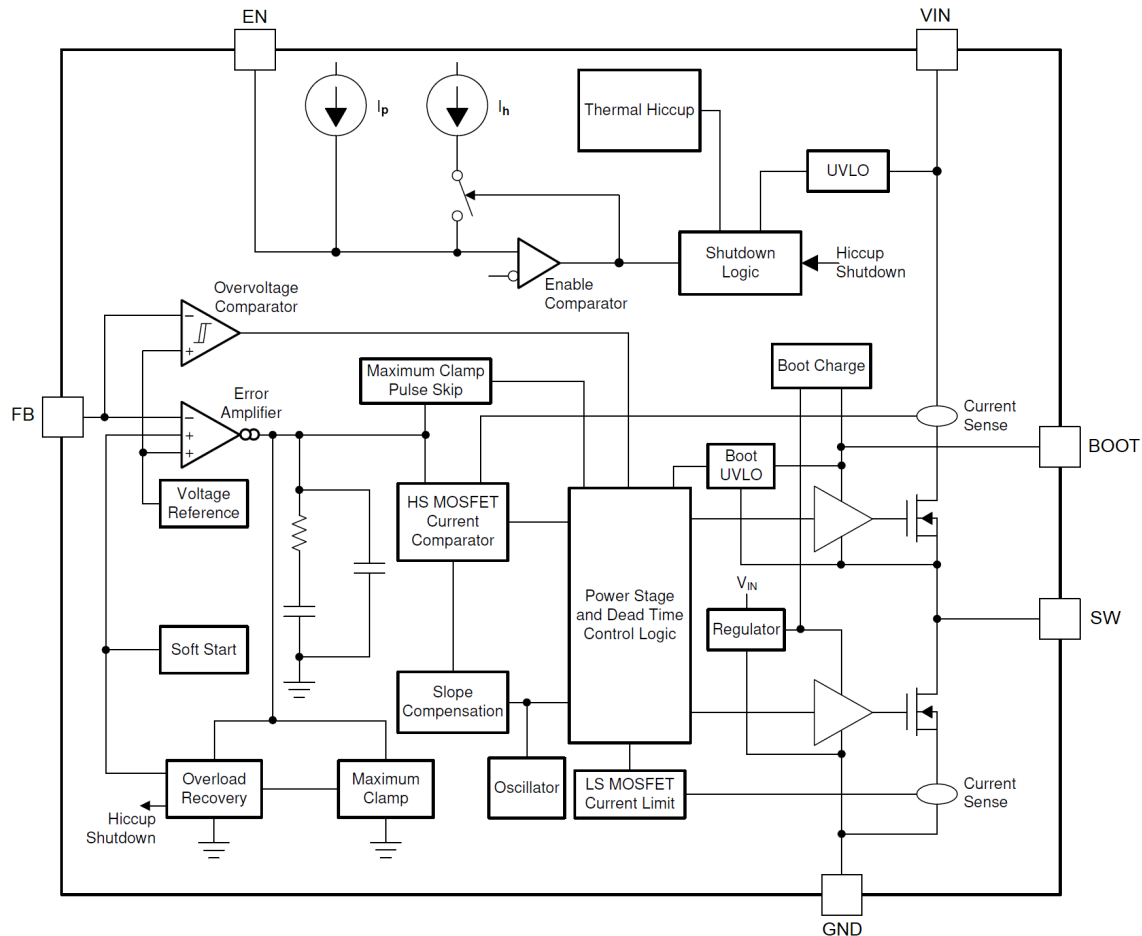 EN
VIN
Ip
Ih
Thermal Hiccup
UVLO
Shutdown
Logic
Hiccup
Shutdown
Enable
Comparator
Overvoltage
Comparator
−
+
Boot Charge
Maximum Clamp
Pulse Skip
Error
Amplifier
FB
−
+
+
Current
Sense
BOOT
Boot
UVLO
Voltage
Reference
HS MOSFET
Current
Comparator
VIN
Power Stage
and Dead Time
Control Logic
Regulator
SW
Soft Start
Slope
Compensation
Overload
Recovery
Maximum
Clamp
Oscillator
LS MOSFET
Current Limit
Current
Sense
Hiccup
Shutdown
GND